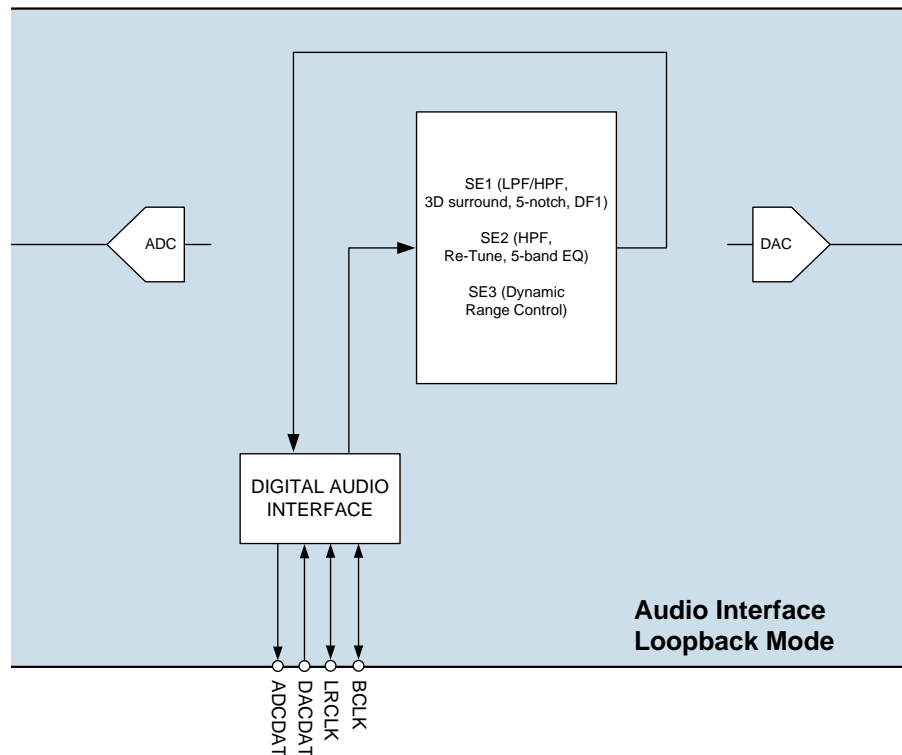 SE1 (LPF/HPF,
3D surround, 5-notch, DF1)
SE2 (HPF,
Re-Tune, 5-band EQ)
SE3 (Dynamic
Range Control)
ADC
DAC
DIGITAL AUDIO
INTERFACE
Audio Interface
Loopback Mode
ADCDAT
DACDAT
LRCLK
BCLK